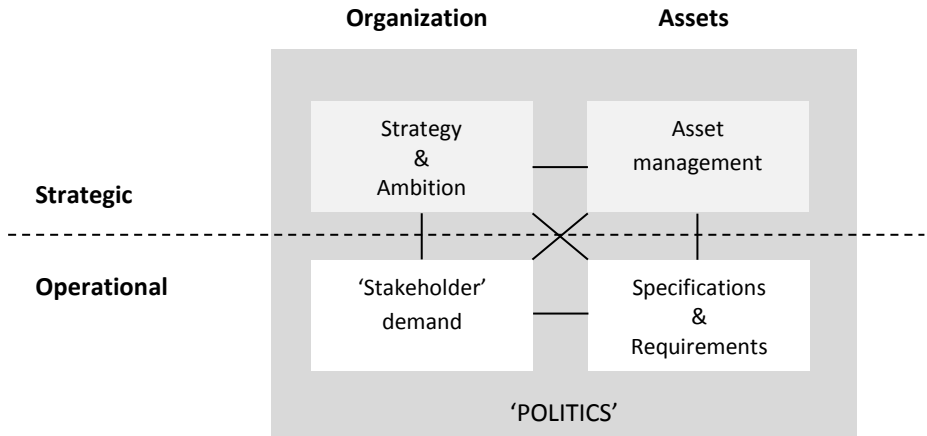 Organization Assets
Strategy
&
Ambition
Asset
management
Strategic
Operational
‘Stakeholder’
demand
Specifications
&
Requirements
‘POLITICS’